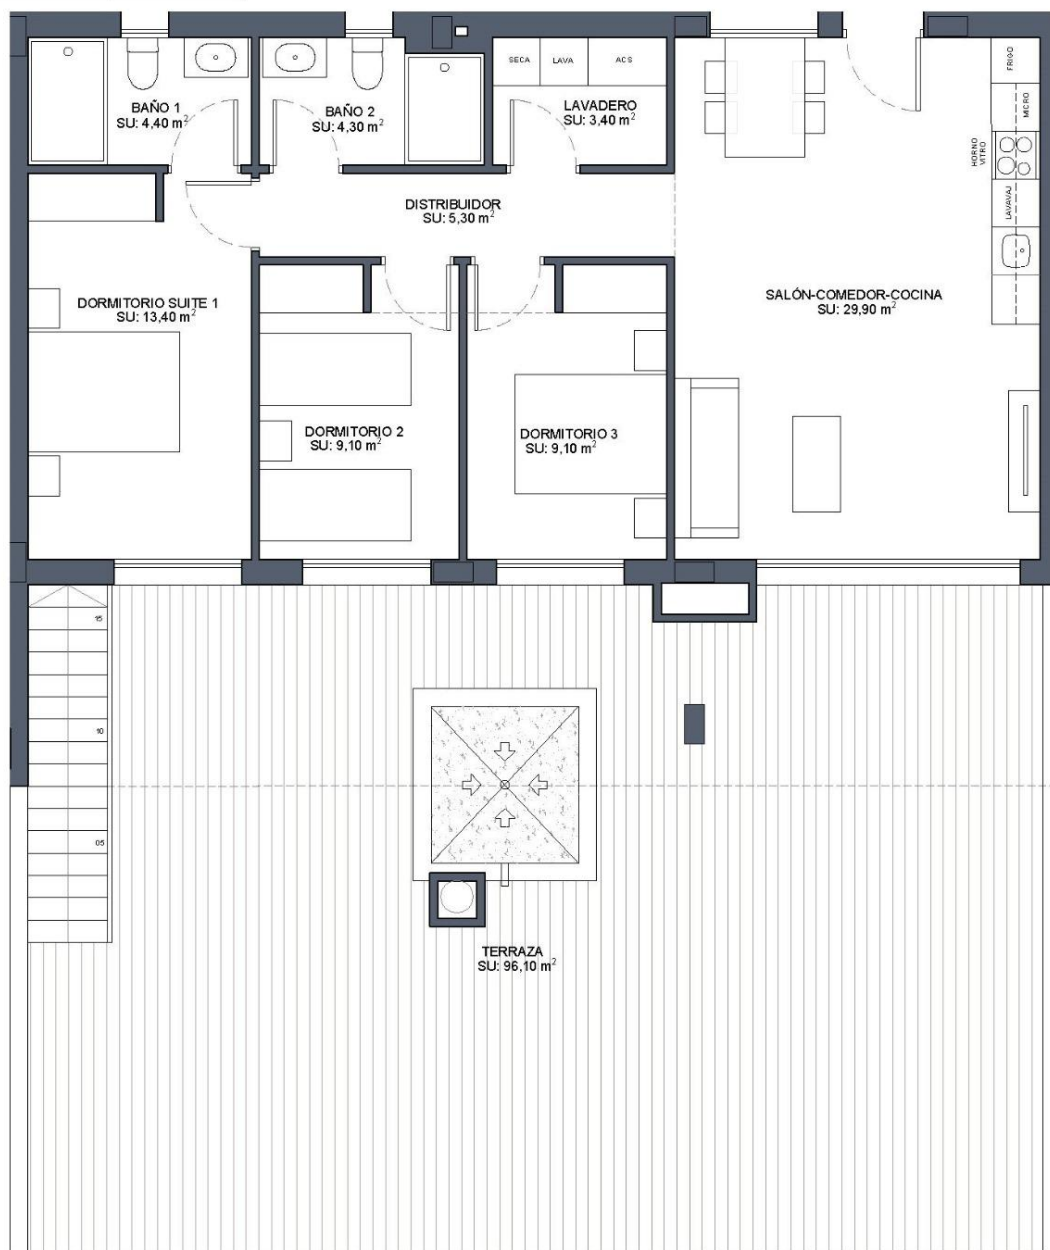 SECA
LAVA
ACS
FRIGO
BAÑO 1
SU: 4,40 m²
BAÑO 2
SU: 4,30 m²
LAVADERO
SU: 3,40 m²
MICRO
HORNO
VITRO
LAVAVAJ
DISTRIBUIDOR
SU: 5,30 m²
DORMITORIO SUITE 1
SU: 13,40 m²
SALÓN-COMEDOR-COCINA
SU: 29,90 m²
DORMITORIO 2
SU: 9,10 m²
DORMITORIO 3
SU: 9,10 m²
15
10
05
TERRAZA
SU: 96,10 m²